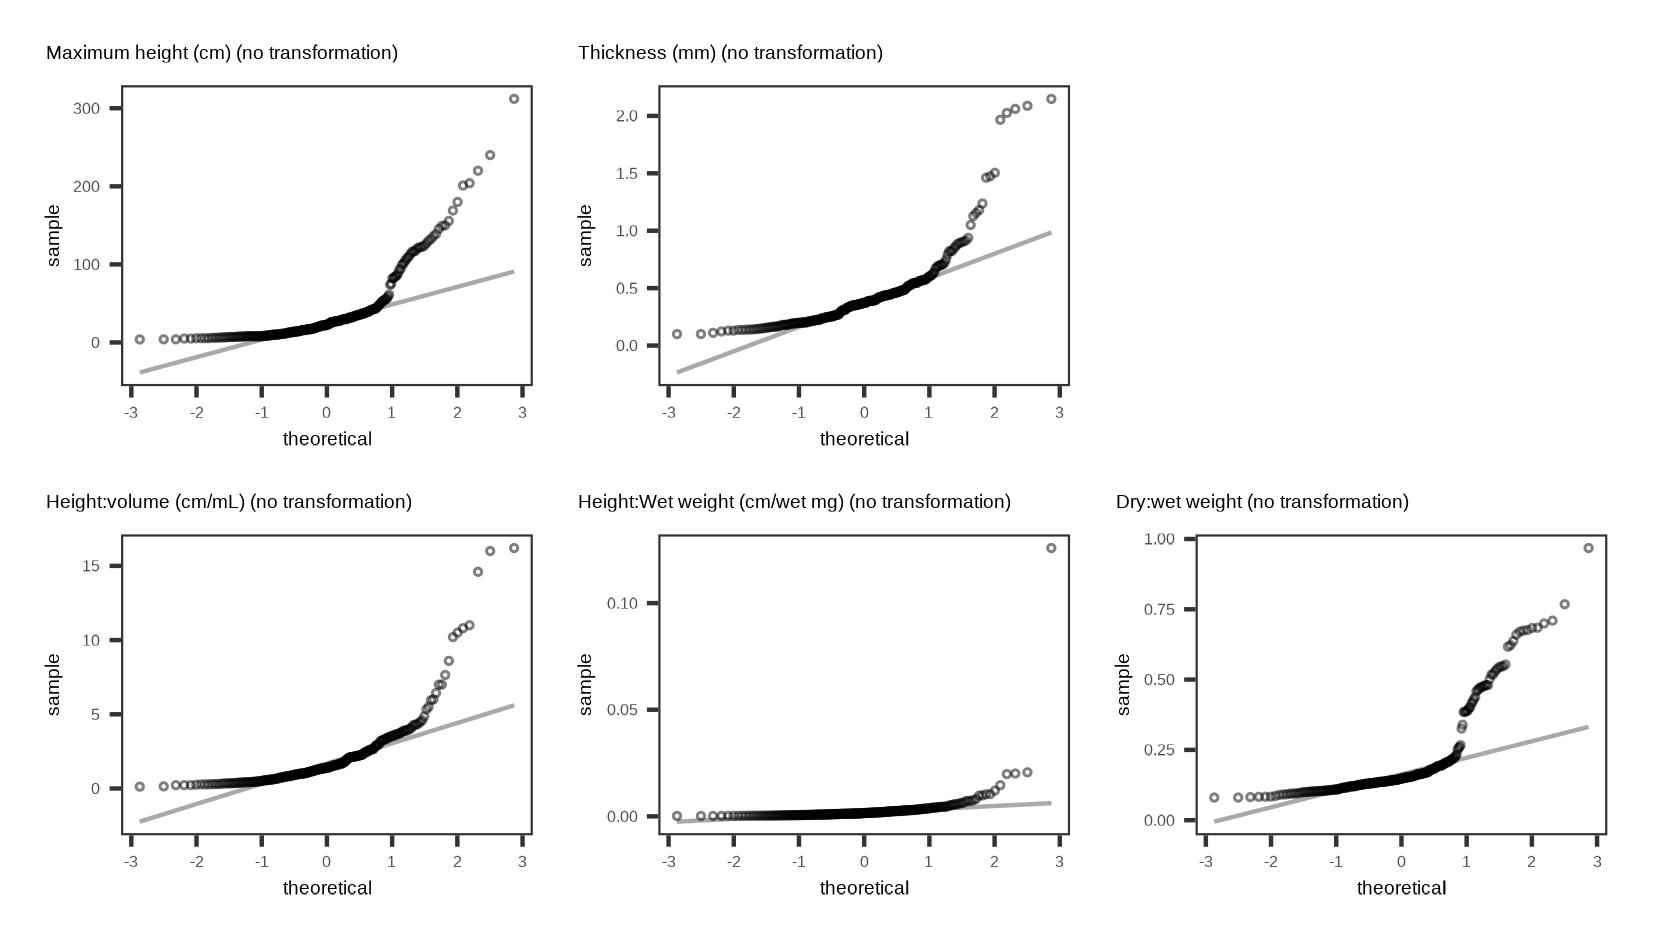 Maximum height (cm) (no transformation)
300
200
100
0
sample
-3 -2 -1 0 1 2 3
theoretical
Thickness (mm) (no transformation)
2.0
1.5
1.0
0.5
0.0
sample
-3 -2 -1 0 1 2 3
theoretical
Height:volume (cm/mL) (no transformation)
15
10
5
0
sample
-3 -2 -1 0 1 2 3
theoretical
Height:Wet weight (cm/wet mg) (no transformation)
0.10
0.05
0.00
sample
-3 -2 -1 0 1 2 3
theoretical
Dry:wet weight (no transformation)
1.00
0.75
0.50
0.25
0.00
sample
-3 -2 -1 0 1 2 3
theoretical